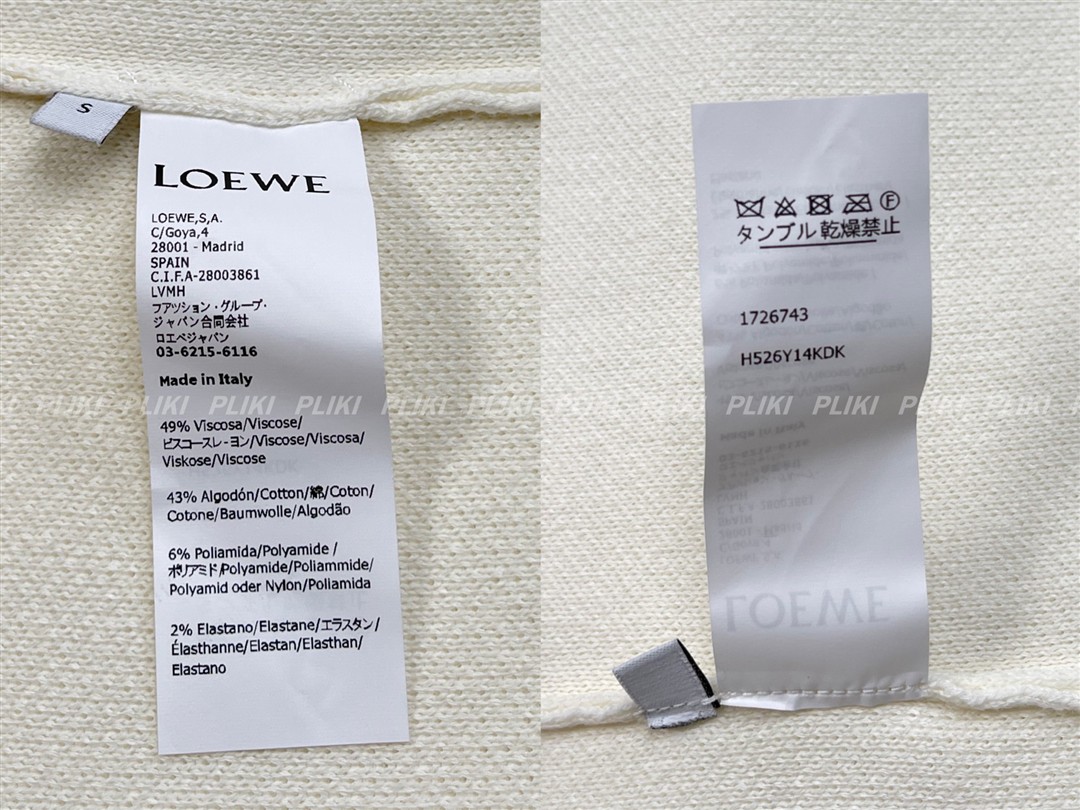 S
LOEWE
LOEWE,S,A.
C/Goya,4
28001 - Madrid
SPAIN
C.I.F.A-28003861
LVMH
ファッション・グループ・
ジャパン合同会社
ロエベジャパン
03-6215-6116
Made in Italy
PLIKI PLIKI PLIKI PLIKI
49% Viscosa/Viscose/
ビスコースレ-ヨン/Viscose/Viscosa/
Viskose/Viscose
43% Algodón/Cotton/綿/Coton/
Cotone/Baumwolle/Algodão
6% Poliamida/Polyamide /
ポリアミド/Polyamide/Poliammide/
Polyamid oder Nylon/Poliamida
2% Elastano/Elastane/エラスタン/
Élasthanne/Elastan/Elasthan/
Elastano
F
タンブル乾燥禁止
1726743
H526Y14KDK
PLIKI PLIKI PLIKI
LOEWE